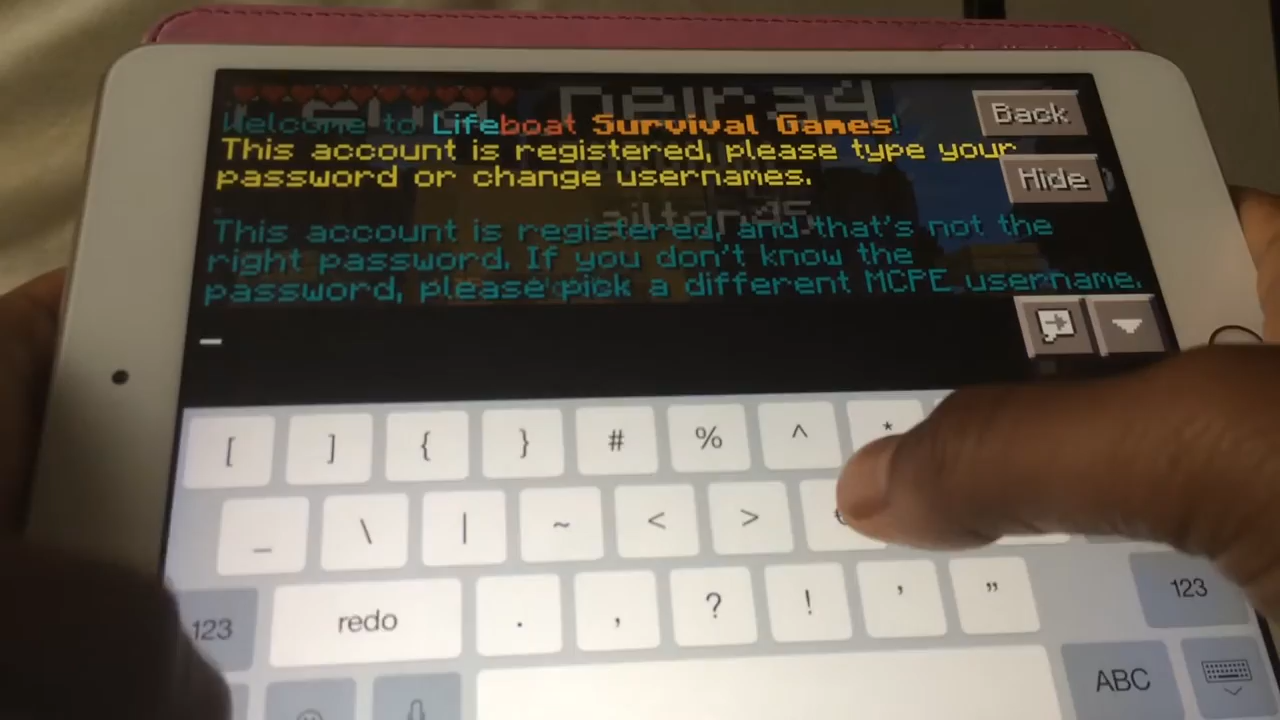 Welcome to Lifeboat Survival Games!
Back
This account is registered, please type your
password or change usernames.
Hide
This account is registered, and that's not the
right password. If you don't know the
password, please pick a different MCPE username.
[ ] { } # % ^ *
_ \ | ~ < >
123 redo . , ? ! ' " 123
ABC